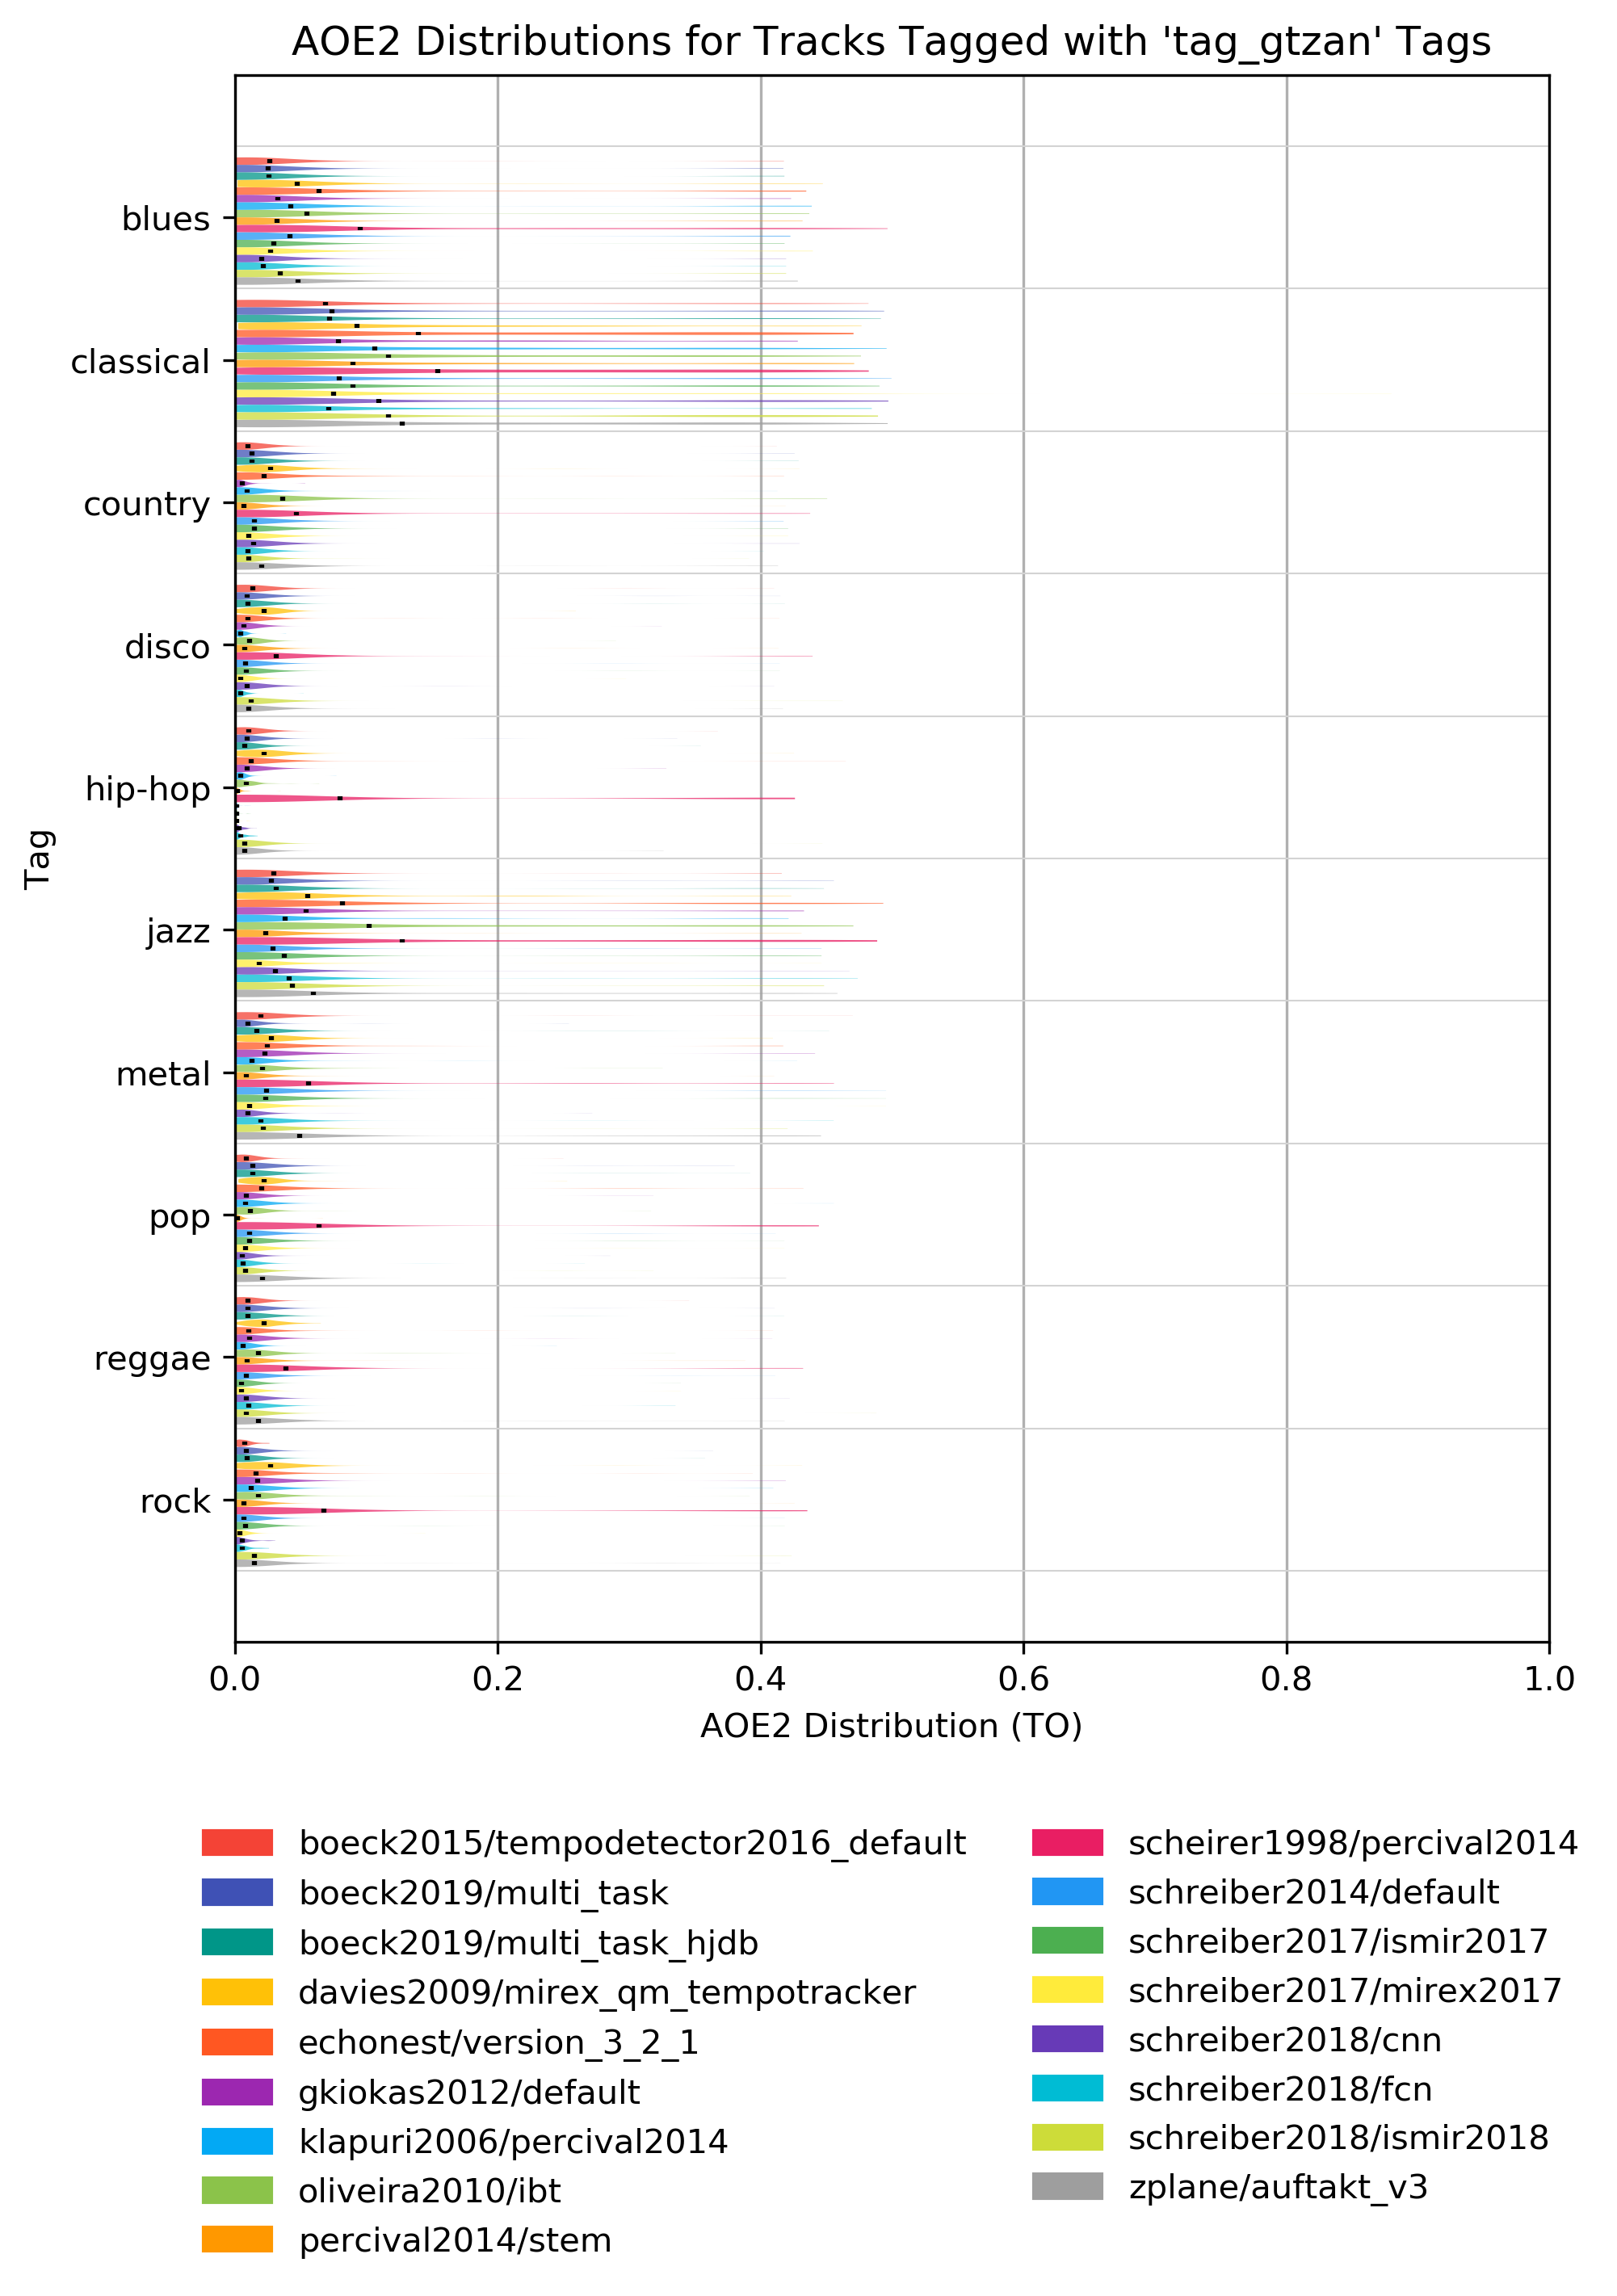 AOE2 Distributions for Tracks Tagged with 'tag_gtzan' Tags
blues
classical
country
disco
hip-hop
jazz
metal
pop
reggae
rock
Tag
0.0 0.2 0.4 0.6 0.8 1.0
AOE2 Distribution (TO)
boeck2015/tempodetector2016_default
boeck2019/multi_task
boeck2019/multi_task_hjdb
davies2009/mirex_qm_tempotracker
echonest/version_3_2_1
gkiokas2012/default
klapuri2006/percival2014
oliveira2010/ibt
percival2014/stem
scheirer1998/percival2014
schreiber2014/default
schreiber2017/ismir2017
schreiber2017/mirex2017
schreiber2018/cnn
schreiber2018/fcn
schreiber2018/ismir2018
zplane/auftakt_v3